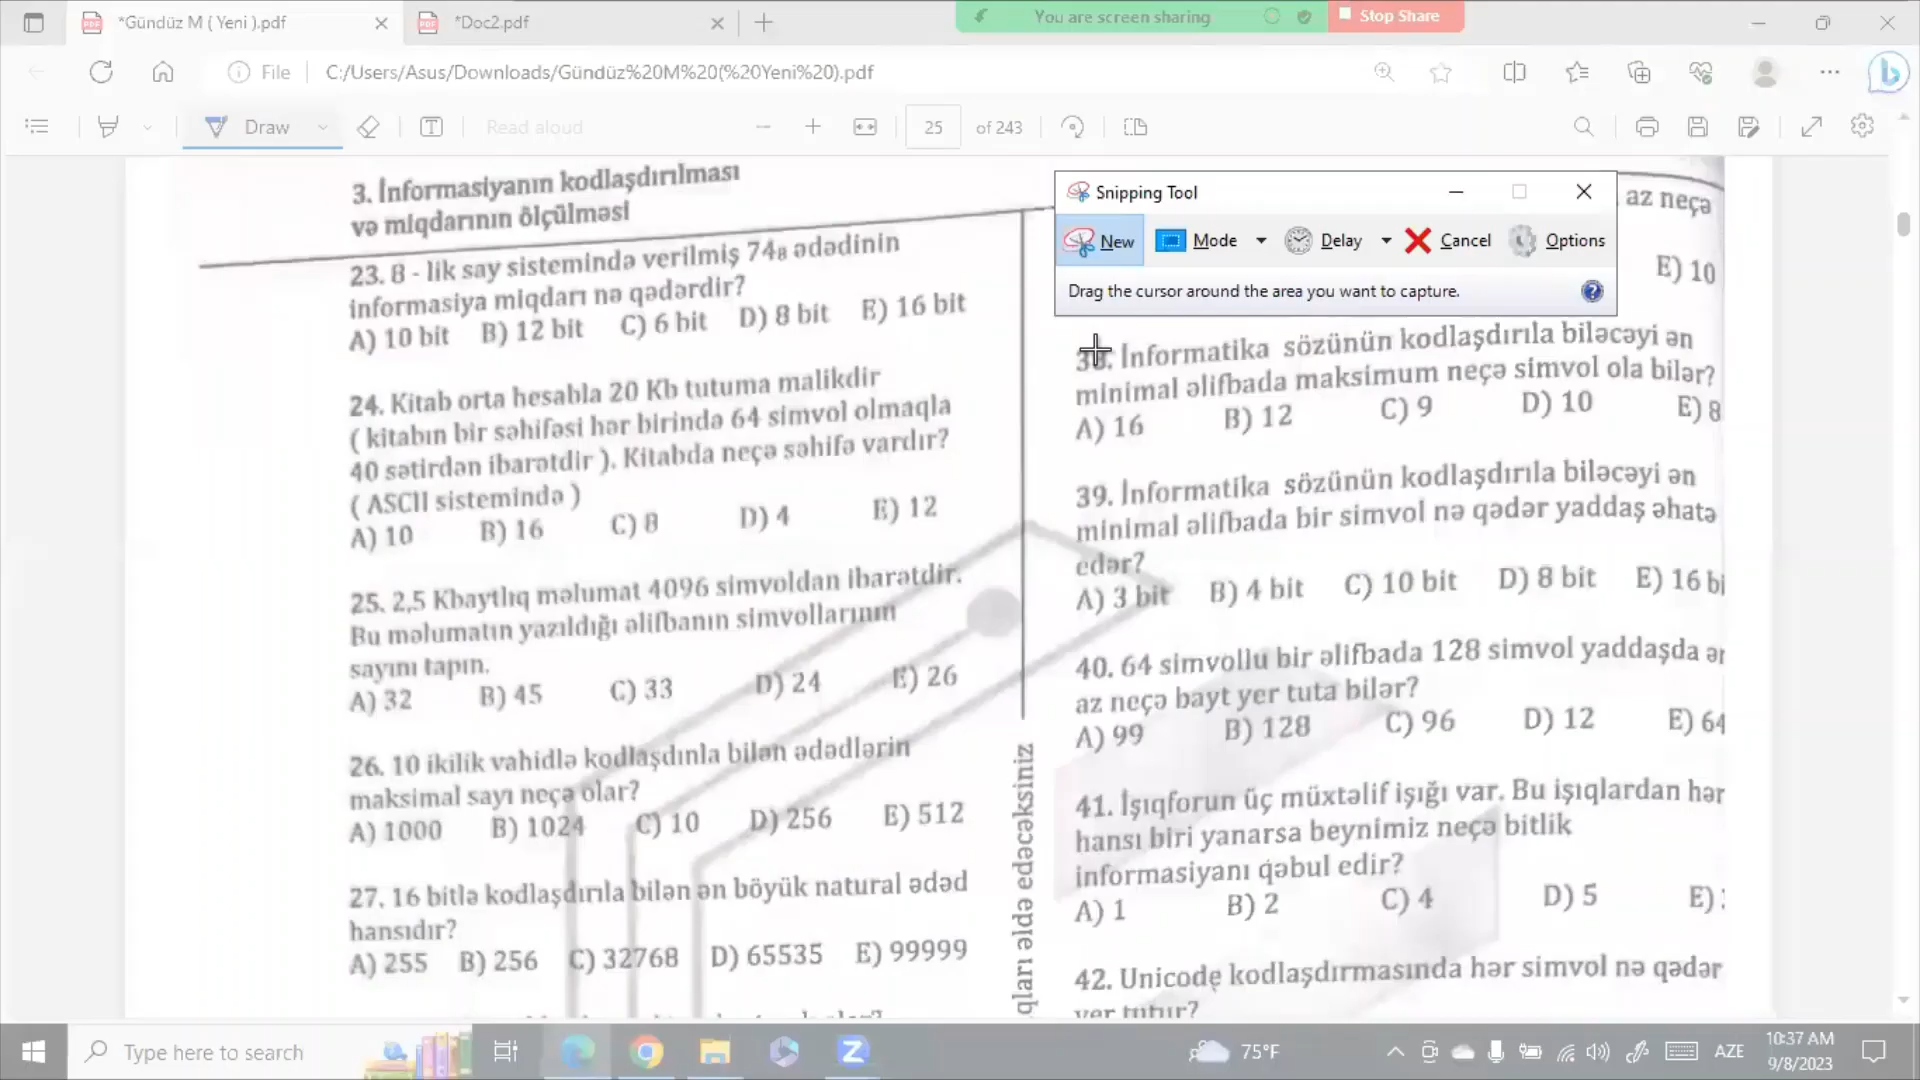 *Gündüz M ( Yeni ).pdf
*Doc2.pdf
You are screen sharing
Stop Share
File
C:/Users/Asus/Downloads/Gündüz%20M%20(%20Yeni%20).pdf
Draw
Read aloud
25
of 243
3. İnformasiyanın kodlaşdırılması
və miqdarının ölçülməsi
23. 8 - lik say sistemində verilmiş 74₈ ədədinin
informasiya miqdarı nə qədərdir?
A) 10 bit B) 12 bit C) 6 bit D) 8 bit E) 16 bit
24. Kitab orta hesabla 20 Kb tutuma malikdir
( kitabın bir səhifəsi hər birində 64 simvol olmaqla
40 sətirdən ibarətdir ). Kitabda neçə səhifə vardır?
( ASCII sistemində )
A) 10 B) 16 C) 8 D) 4 E) 12
25. 2,5 Kbaytlıq məlumat 4096 simvoldan ibarətdir.
Bu məlumatın yazıldığı əlifbanın simvollarının
sayını tapın.
A) 32 B) 45 C) 33 D) 24 E) 26
26. 10 ikilik vahidlə kodlaşdınla bilən ədədlərin
maksimal sayı neçə olar?
A) 1000 B) 1024 C) 10 D) 256 E) 512
27. 16 bitlə kodlaşdırıla bilən ən böyük natural ədəd
hansıdır?
A) 255 B) 256 C) 32768 D) 65535 E) 99999
qları əldə edəcəksiniz
Snipping Tool
New
Mode
Delay
Cancel
Options
Drag the cursor around the area you want to capture.
az neçə
E) 10
38. İnformatika sözünün kodlaşdırıla biləcəyi ən
minimal əlifbada maksimum neçə simvol ola bilər?
A) 16 B) 12 C) 9 D) 10 E) 8
39. İnformatika sözünün kodlaşdırıla biləcəyi ən
minimal əlifbada bir simvol nə qədər yaddaş əhatə
edər?
A) 3 bit B) 4 bit C) 10 bit D) 8 bit E) 16 bi
40. 64 simvollu bir əlifbada 128 simvol yaddaşda ən
az neçə bayt yer tuta bilər?
A) 99 B) 128 C) 96 D) 12 E) 64
41. İşıqforun üç müxtəlif işığı var. Bu işıqlardan hər
hansı biri yanarsa beynimiz neçə bitlik
informasiyanı qəbul edir?
A) 1 B) 2 C) 4 D) 5 E)
42. Unicode kodlaşdırmasında hər simvol nə qədər
yer tutur?
Type here to search
75°F
AZE
10:37 AM
9/8/2023